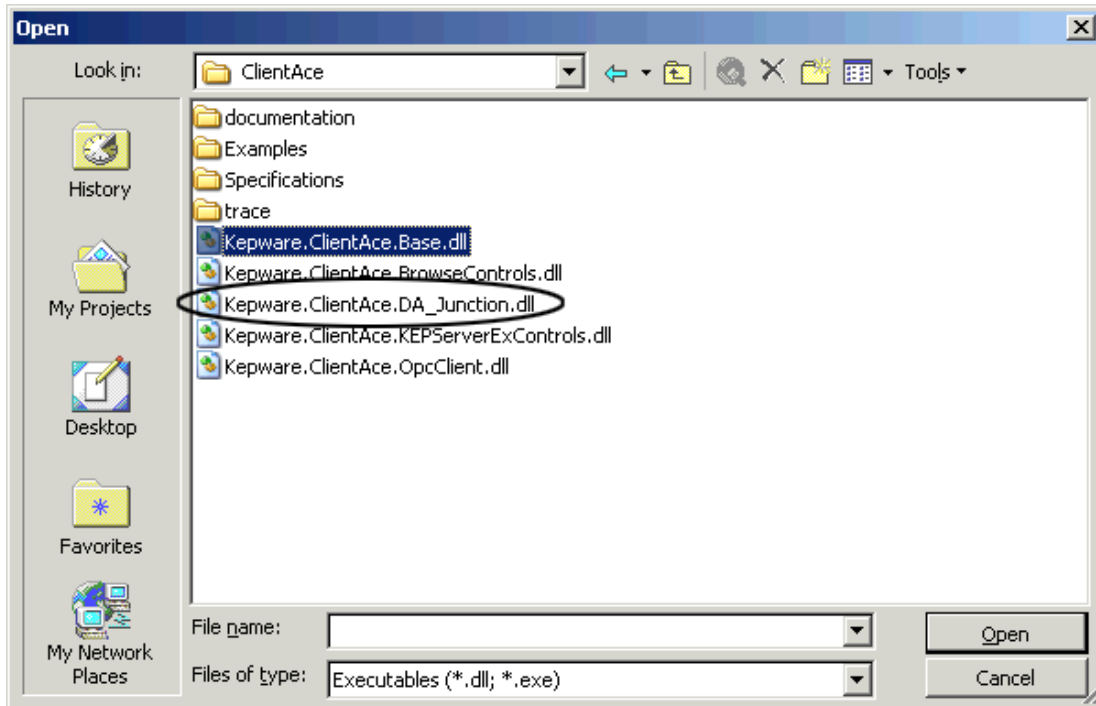 Open
Look in:
ClientAce
Tools
History
My Projects
Desktop
Favorites
My Network
Places
documentation
Examples
Specifications
trace
Kepware.ClientAce.Base.dll
Kepware.ClientAce.BrowseControls.dll
Kepware.ClientAce.DA_Junction.dll
Kepware.ClientAce.KEPServerExControls.dll
Kepware.ClientAce.OpcClient.dll
File name:
Open
Files of type:
Executables (*.dll; *.exe)
Cancel